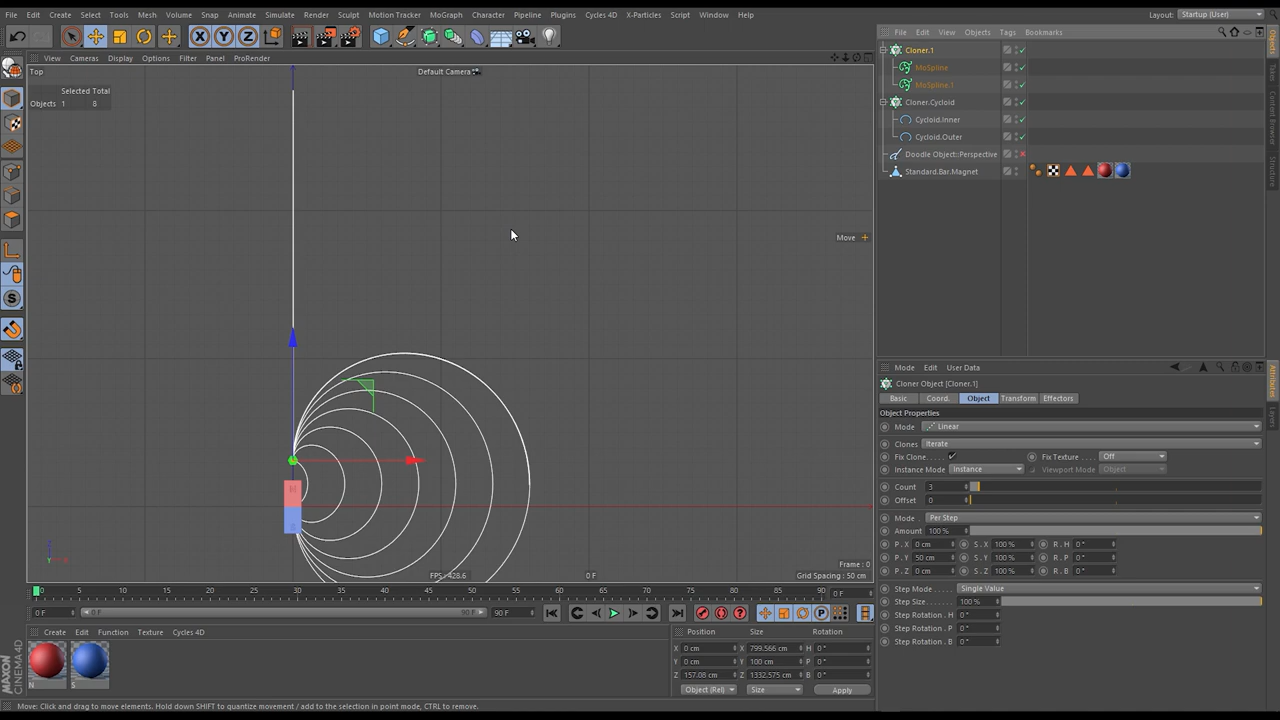 File Create Select Tools Mesh Volume Snap Animate Simulate Render Sculpt Motion Tracker MoGraph Character Pipeline Plugins Cycles 4D X-Particles Script Window Help
Layout: Startup (User)
File Edit View Objects Tags Bookmarks
Cloner.1
MoSpline
MoSpline.1
Cloner.Cycloid
Cycloid.Inner
Cycloid.Outer
Doodle Object::Perspective
Standard.Bar.Magnet
Objects
Takes
Content Browser
Structure
View Cameras Display Options Filter Panel ProRender
Top
Default Camera
Selected Total
Objects 1 8
Move
N
S
Frame : 0
FPS : 428.6
0 F
Grid Spacing : 50 cm
Mode Edit User Data
Cloner Object [Cloner.1]
Basic Coord. Object Transform Effectors
Object Properties
Mode Linear
Clones Iterate
Fix Clone Fix Texture Off
Instance Mode Instance Viewport Mode Object
Count 3
Offset 0
Mode Per Step
Amount 100 %
P . X 0 cm S . X 100 % R . H 0 °
P . Y 50 cm S . Y 100 % R . P 0 °
P . Z 0 cm S . Z 100 % R . B 0 °
Step Mode Single Value
Step Size 100 %
Step Rotation . H 0 °
Step Rotation . P 0 °
Step Rotation . B 0 °
Attributes
Layers
0 5 10 15 20 25 30 35 40 45 50 55 60 65 70 75 80 85 90 0 F
0 F 0 F 90 F 90 F
Create Edit Function Texture Cycles 4D
N
S
Position Size Rotation
X 0 cm X 799.566 cm H 0 °
Y 0 cm Y 100 cm P 0 °
Z 157.08 cm Z 1332.575 cm B 0 °
Object (Rel) Size Apply
MAXON CINEMA 4D
Move: Click and drag to move elements. Hold down SHIFT to quantize movement / add to the selection in point mode, CTRL to remove.